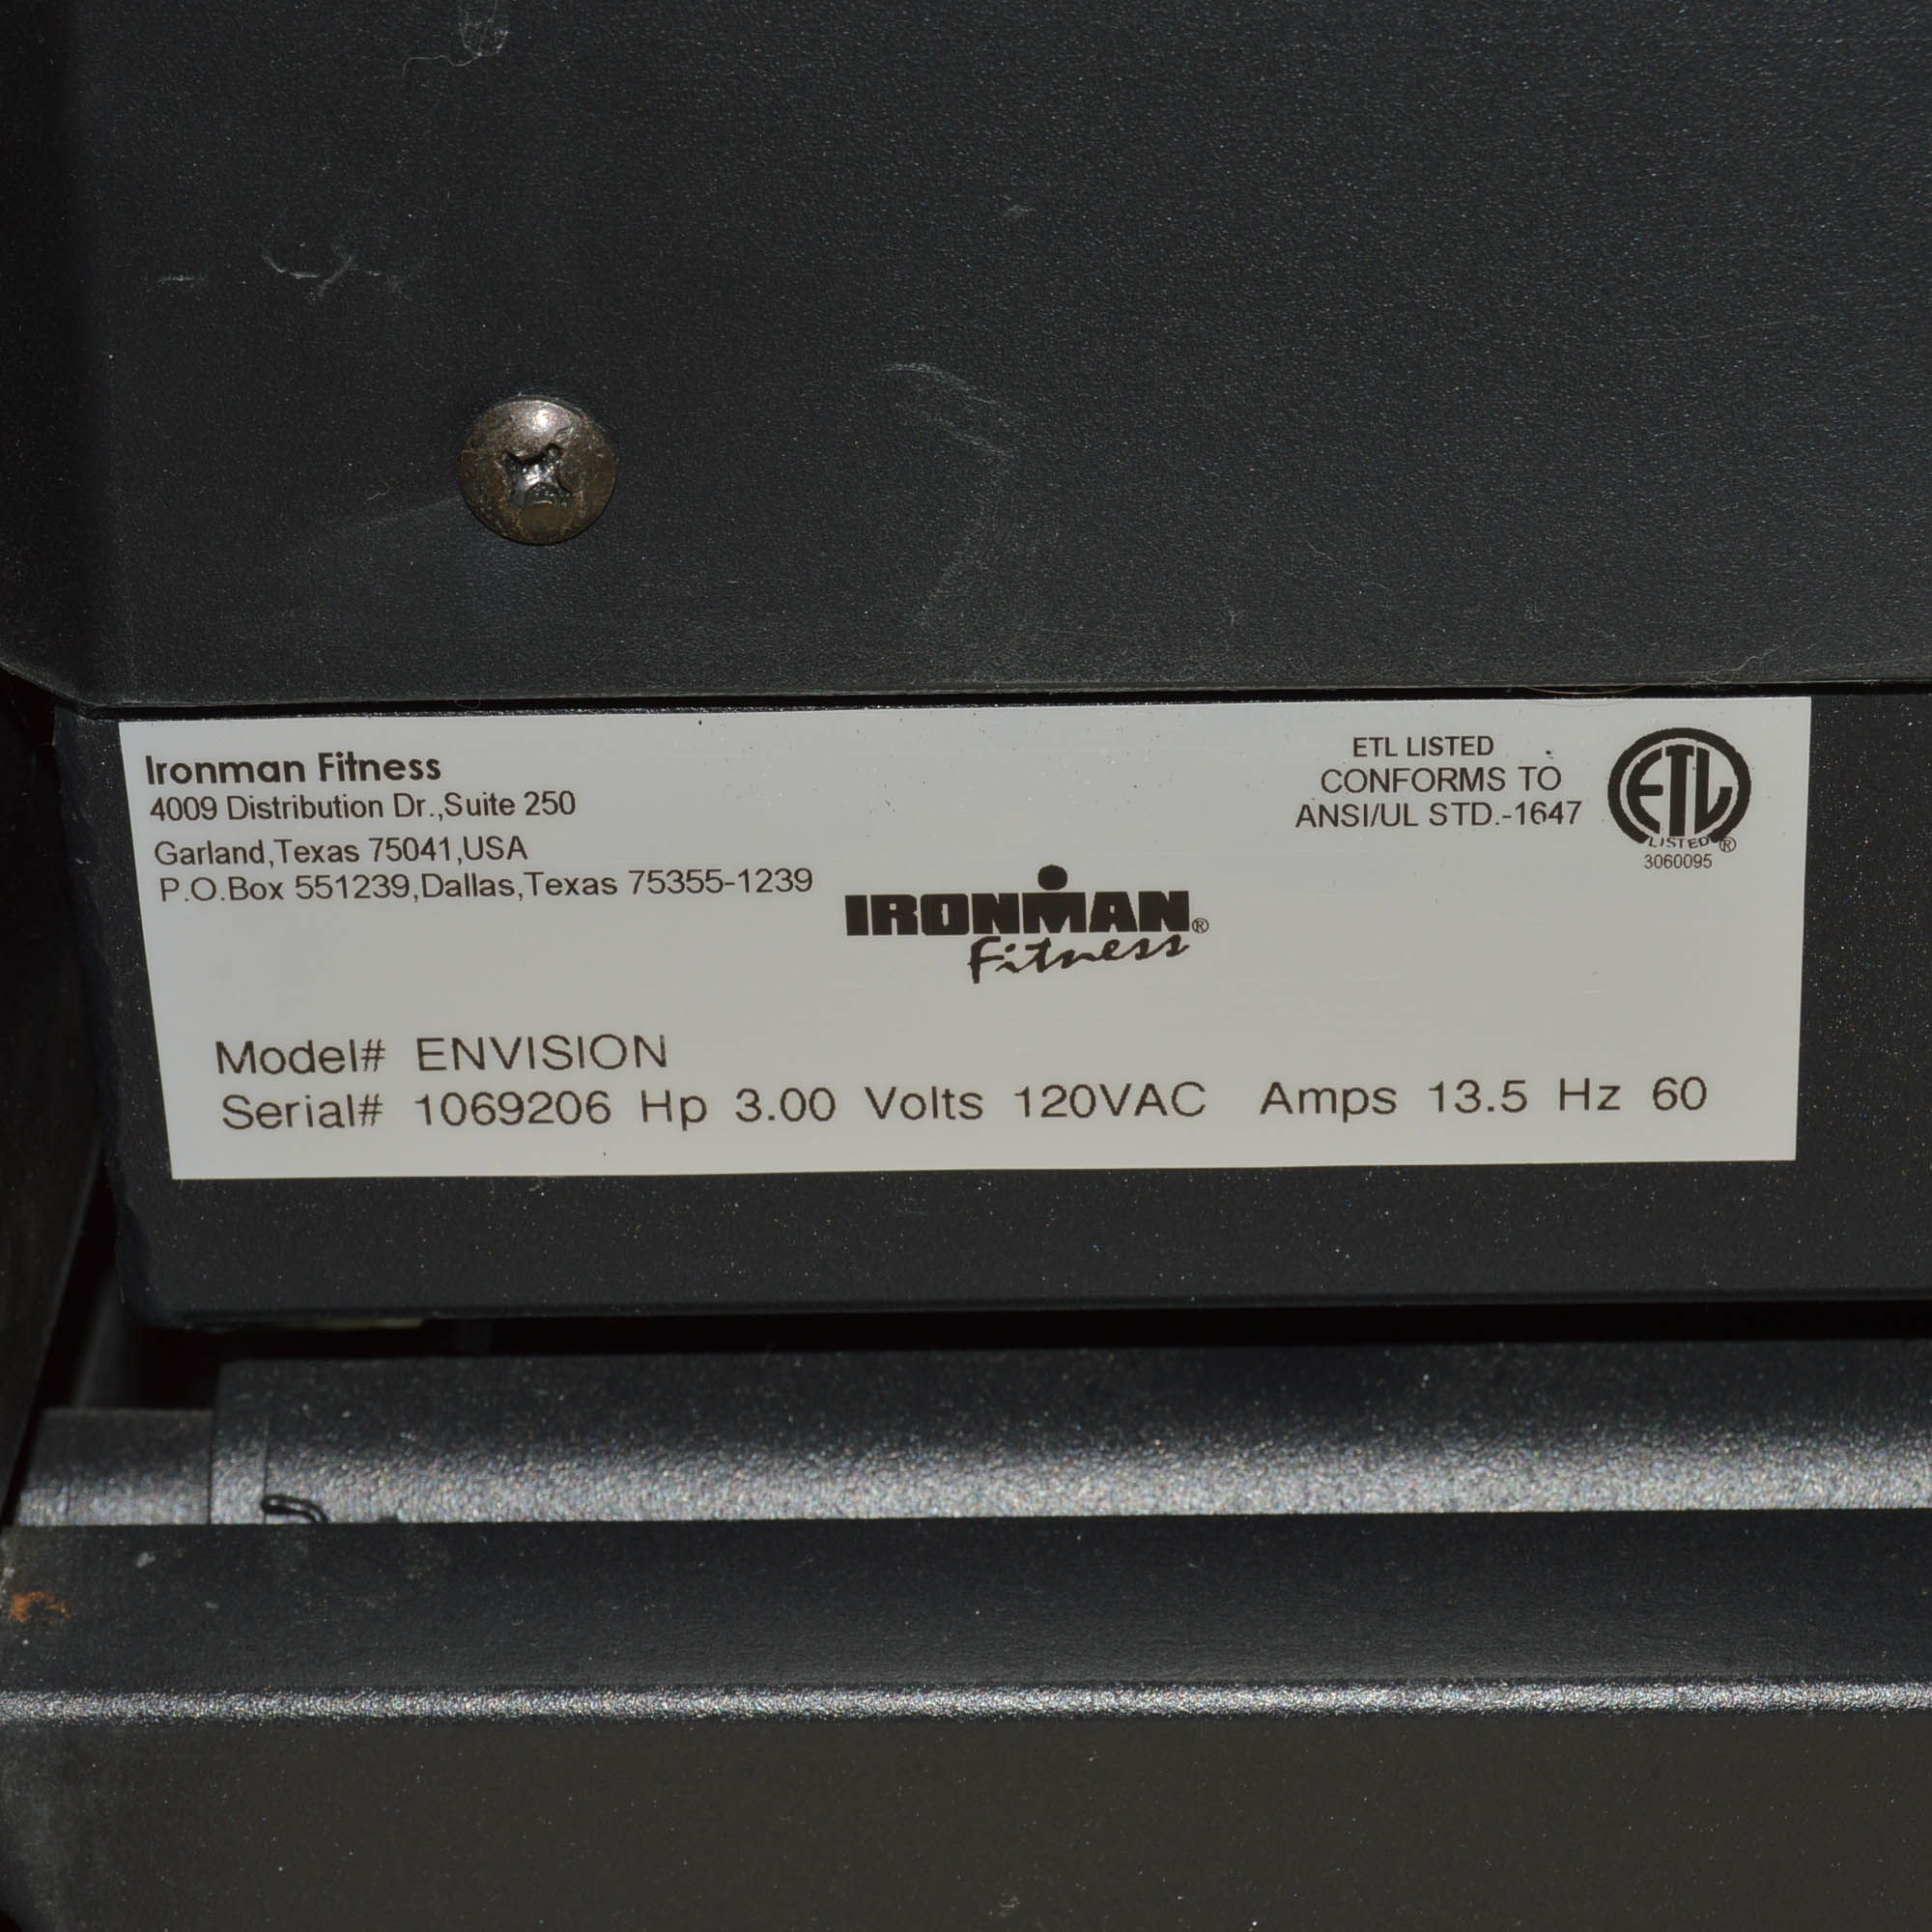 Ironman Fitness
4009 Distribution Dr.,Suite 250
Garland,Texas 75041,USA
P.O.Box 551239,Dallas,Texas 75355-1239
IRONMAN®
Fitness
ETL LISTED
CONFORMS TO
ANSI/UL STD.-1647
ETL
LISTED ®
3060095
Model# ENVISION
Serial# 1069206 Hp 3.00 Volts 120VAC Amps 13.5 Hz 60